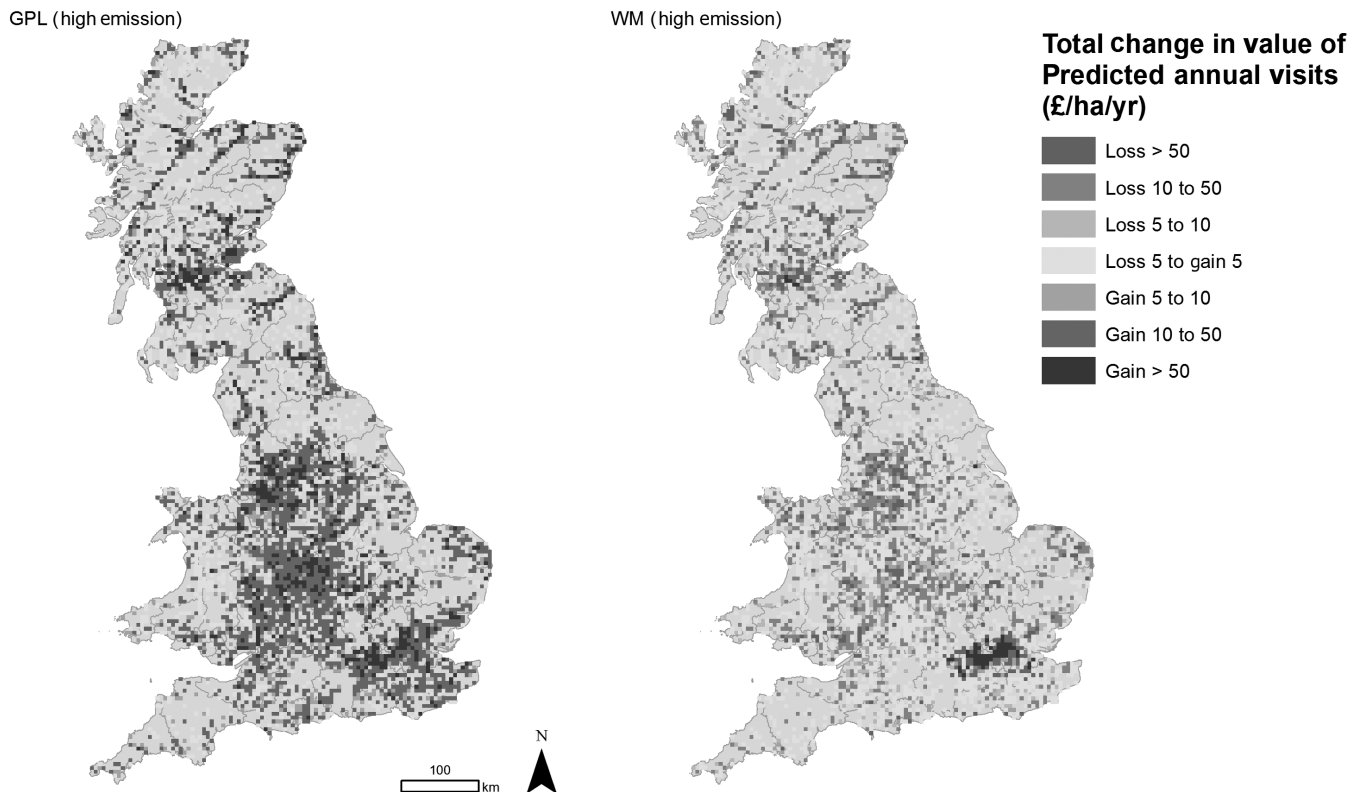 GPL (high emission)
WM (high emission)
Total change in value of
Predicted annual visits
(£/ha/yr)
Loss > 50
Loss 10 to 50
Loss 5 to 10
Loss 5 to gain 5
Gain 5 to 10
Gain 10 to 50
Gain > 50
N
100
km